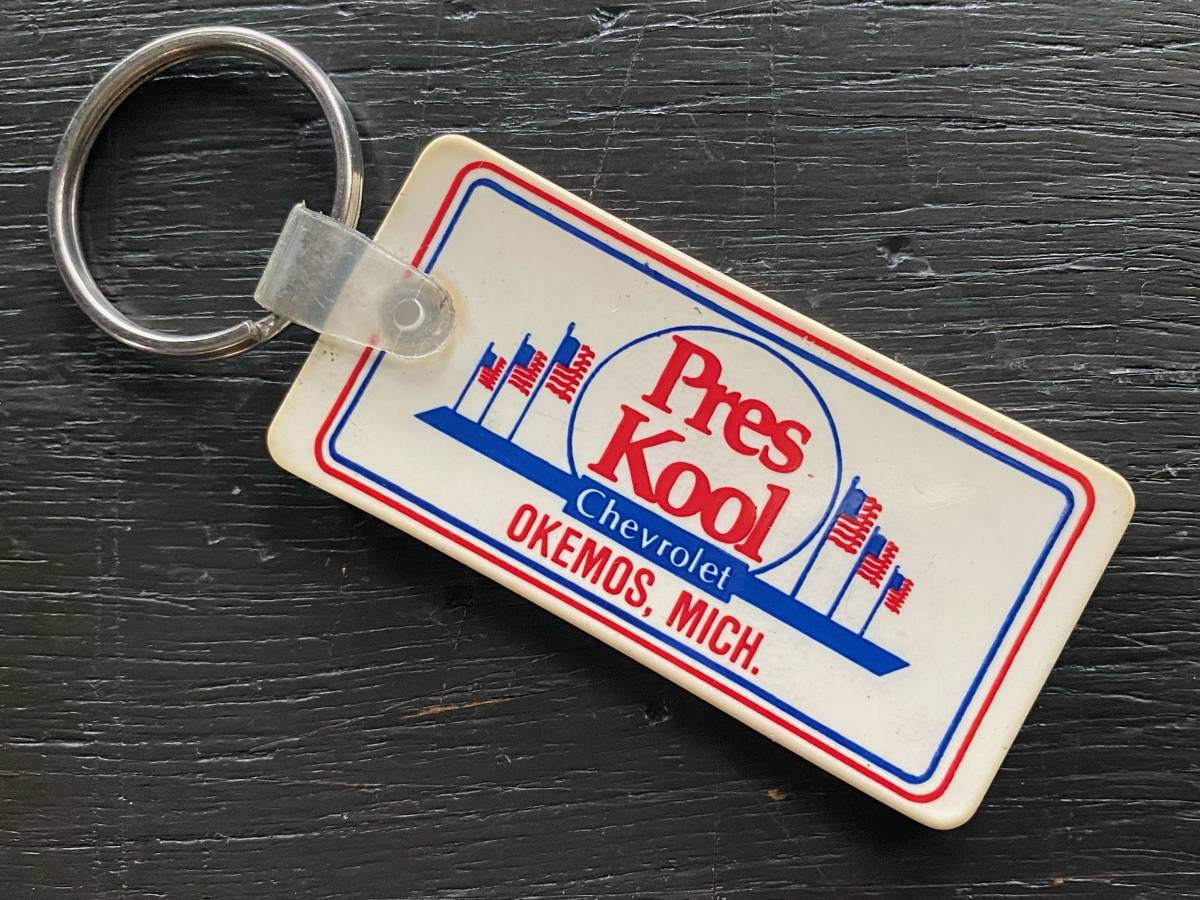 Pres
Kool
Chevrolet
OKEMOS, MICH.